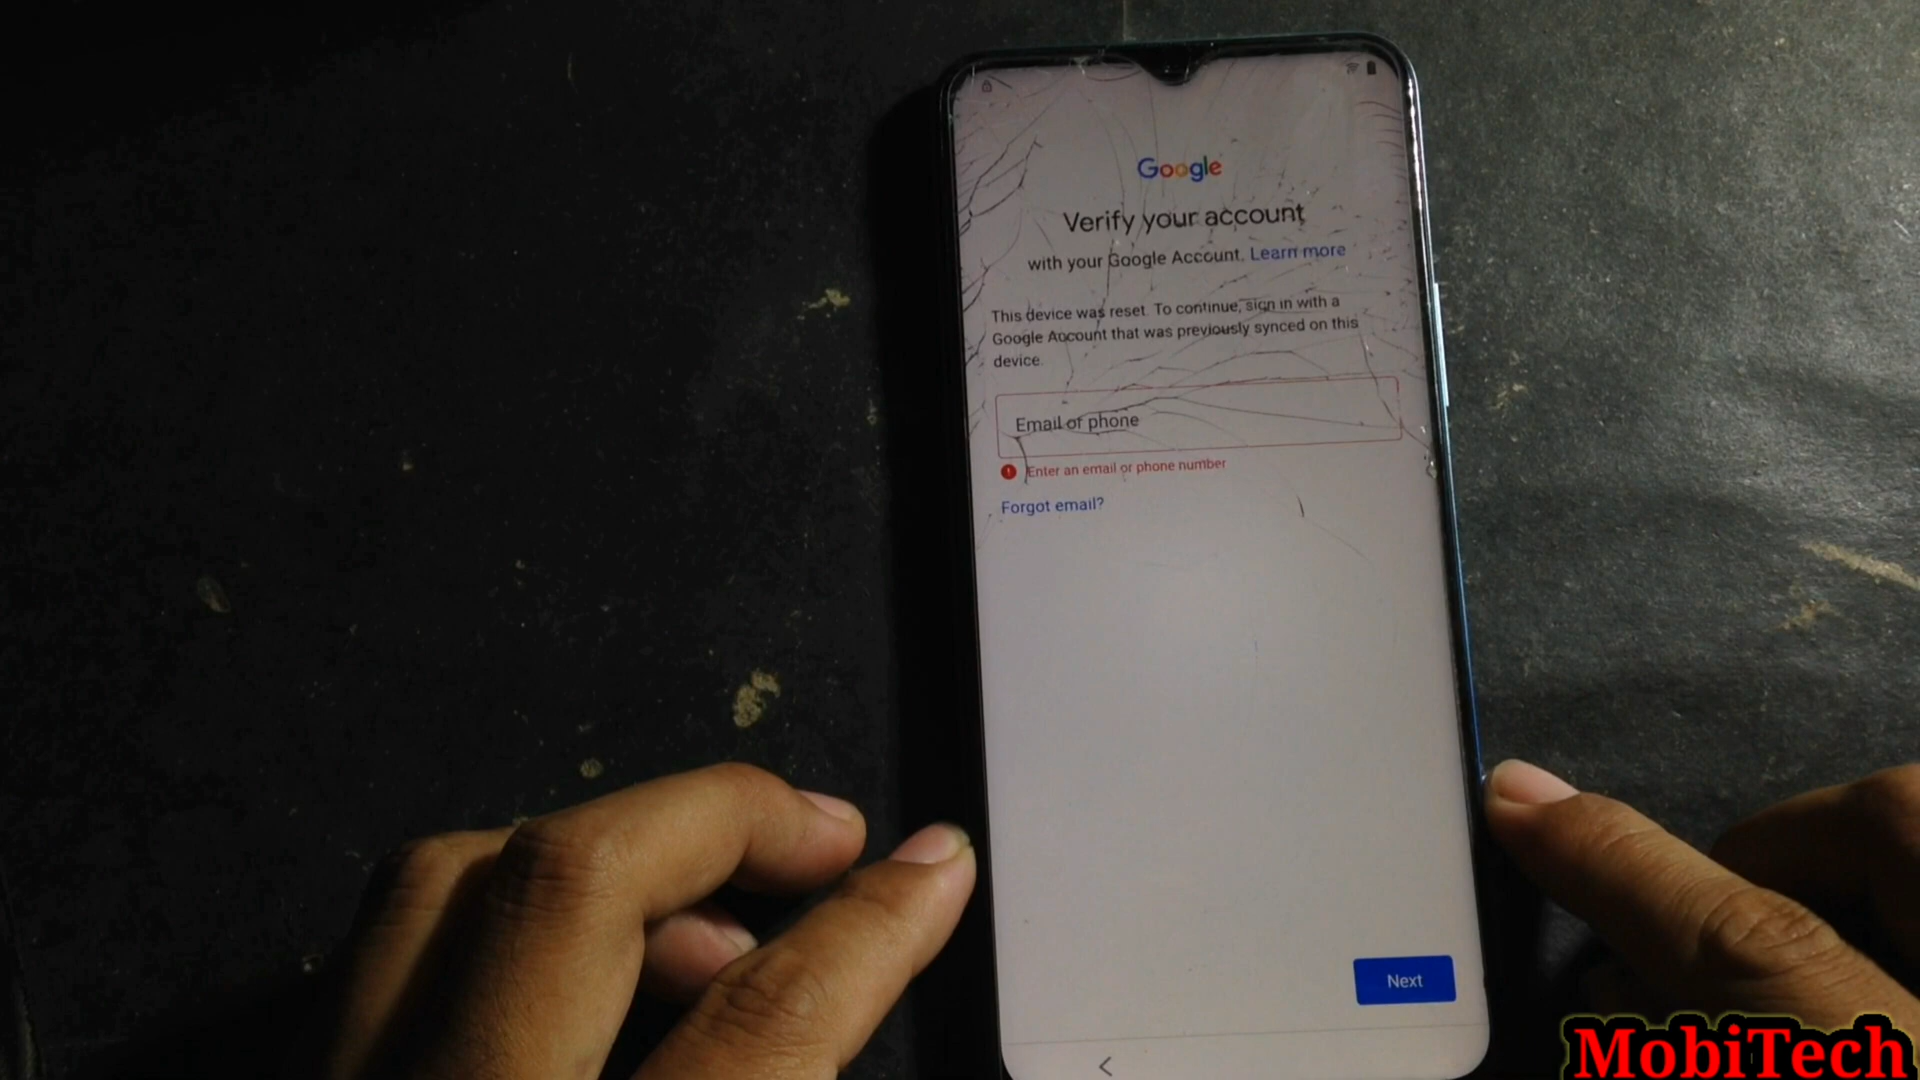 Google
Verify your account
with your Google Account. Learn more
This device was reset. To continue, sign in with a
Google Account that was previously synced on this
device.
Email or phone
Enter an email or phone number
Forgot email?
Next
MobiTech